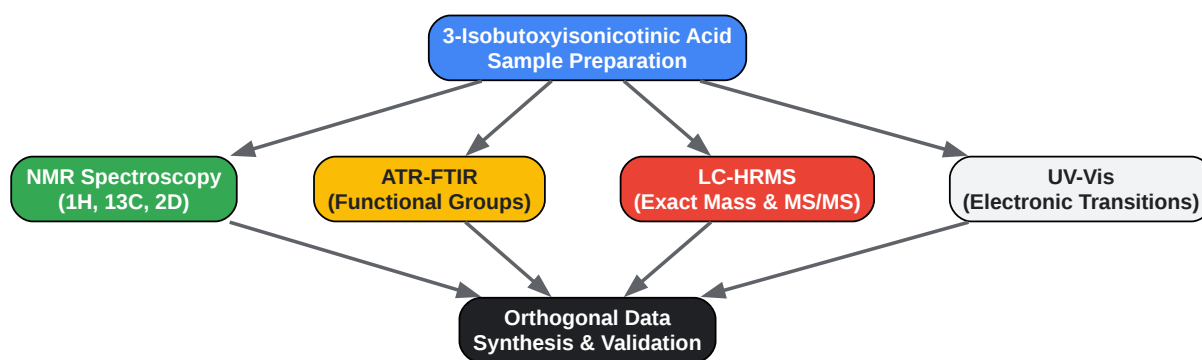 3-Isobutoxyisonicotinic Acid
Sample Preparation
NMR Spectroscopy
(1H, 13C, 2D)
ATR-FTIR
(Functional Groups)
LC-HRMS
(Exact Mass & MS/MS)
UV-Vis
(Electronic Transitions)
Orthogonal Data
Synthesis & Validation